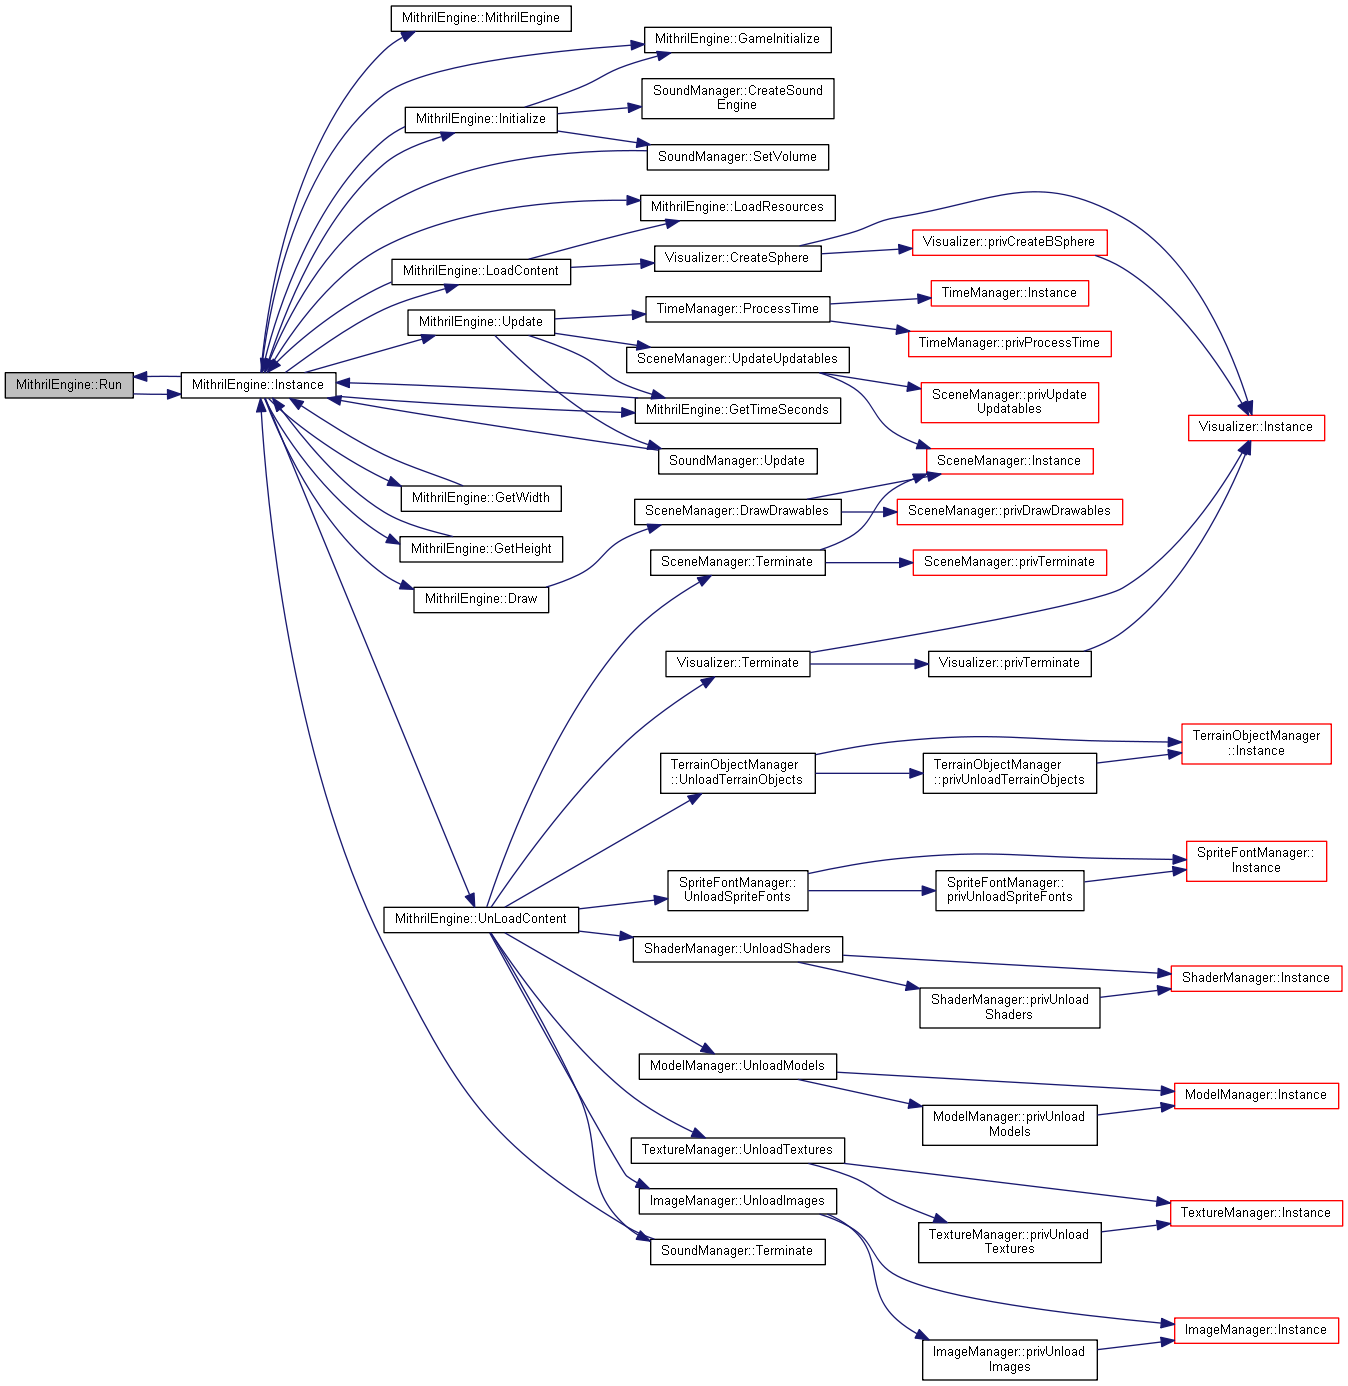 MithrilEngine::MithrilEngine
MithrilEngine::GameInitialize
SoundManager::CreateSound
Engine
MithrilEngine::Initialize
SoundManager::SetVolume
MithrilEngine::LoadResources
Visualizer::privCreateBSphere
Visualizer::CreateSphere
MithrilEngine::LoadContent
TimeManager::Instance
TimeManager::ProcessTime
MithrilEngine::Update
TimeManager::privProcessTime
SceneManager::UpdateUpdatables
MithrilEngine::Run
MithrilEngine::Instance
SceneManager::privUpdate
Updatables
MithrilEngine::GetTimeSeconds
Visualizer::Instance
SoundManager::Update
SceneManager::Instance
MithrilEngine::GetWidth
SceneManager::DrawDrawables
SceneManager::privDrawDrawables
MithrilEngine::GetHeight
SceneManager::Terminate
SceneManager::privTerminate
MithrilEngine::Draw
Visualizer::Terminate
Visualizer::privTerminate
TerrainObjectManager
::Instance
TerrainObjectManager
::UnloadTerrainObjects
TerrainObjectManager
::privUnloadTerrainObjects
SpriteFontManager::
Instance
SpriteFontManager::
UnloadSpriteFonts
SpriteFontManager::
privUnloadSpriteFonts
MithrilEngine::UnLoadContent
ShaderManager::UnloadShaders
ShaderManager::Instance
ShaderManager::privUnload
Shaders
ModelManager::UnloadModels
ModelManager::Instance
ModelManager::privUnload
Models
TextureManager::UnloadTextures
ImageManager::UnloadImages
TextureManager::Instance
TextureManager::privUnload
Textures
SoundManager::Terminate
ImageManager::Instance
ImageManager::privUnload
Images